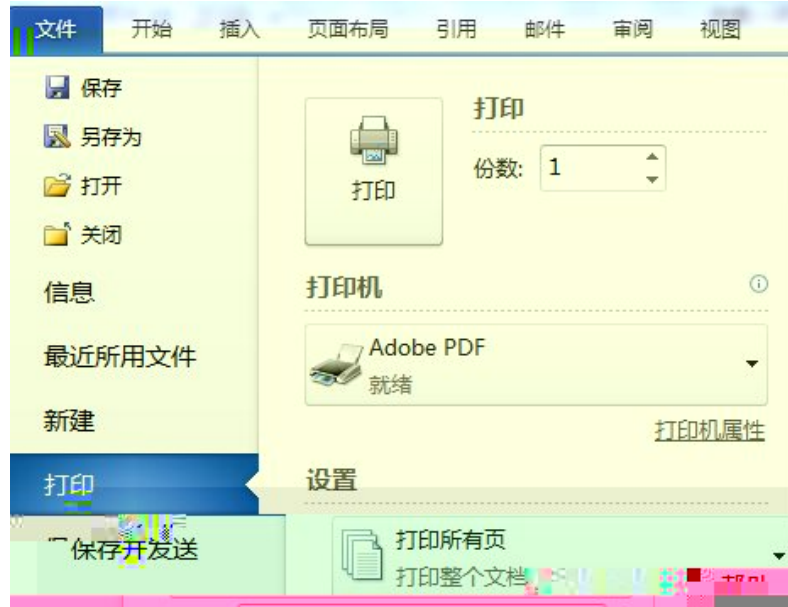 文件 开始 插入 页面布局 引用 邮件 审阅 视图
保存
另存为
打开
关闭
信息
最近所用文件
新建
打印
保存并发送
打印
打印
份数: 1
打印机
Adobe PDF
就绪
打印机属性
设置
打印所有页
打印整个文档